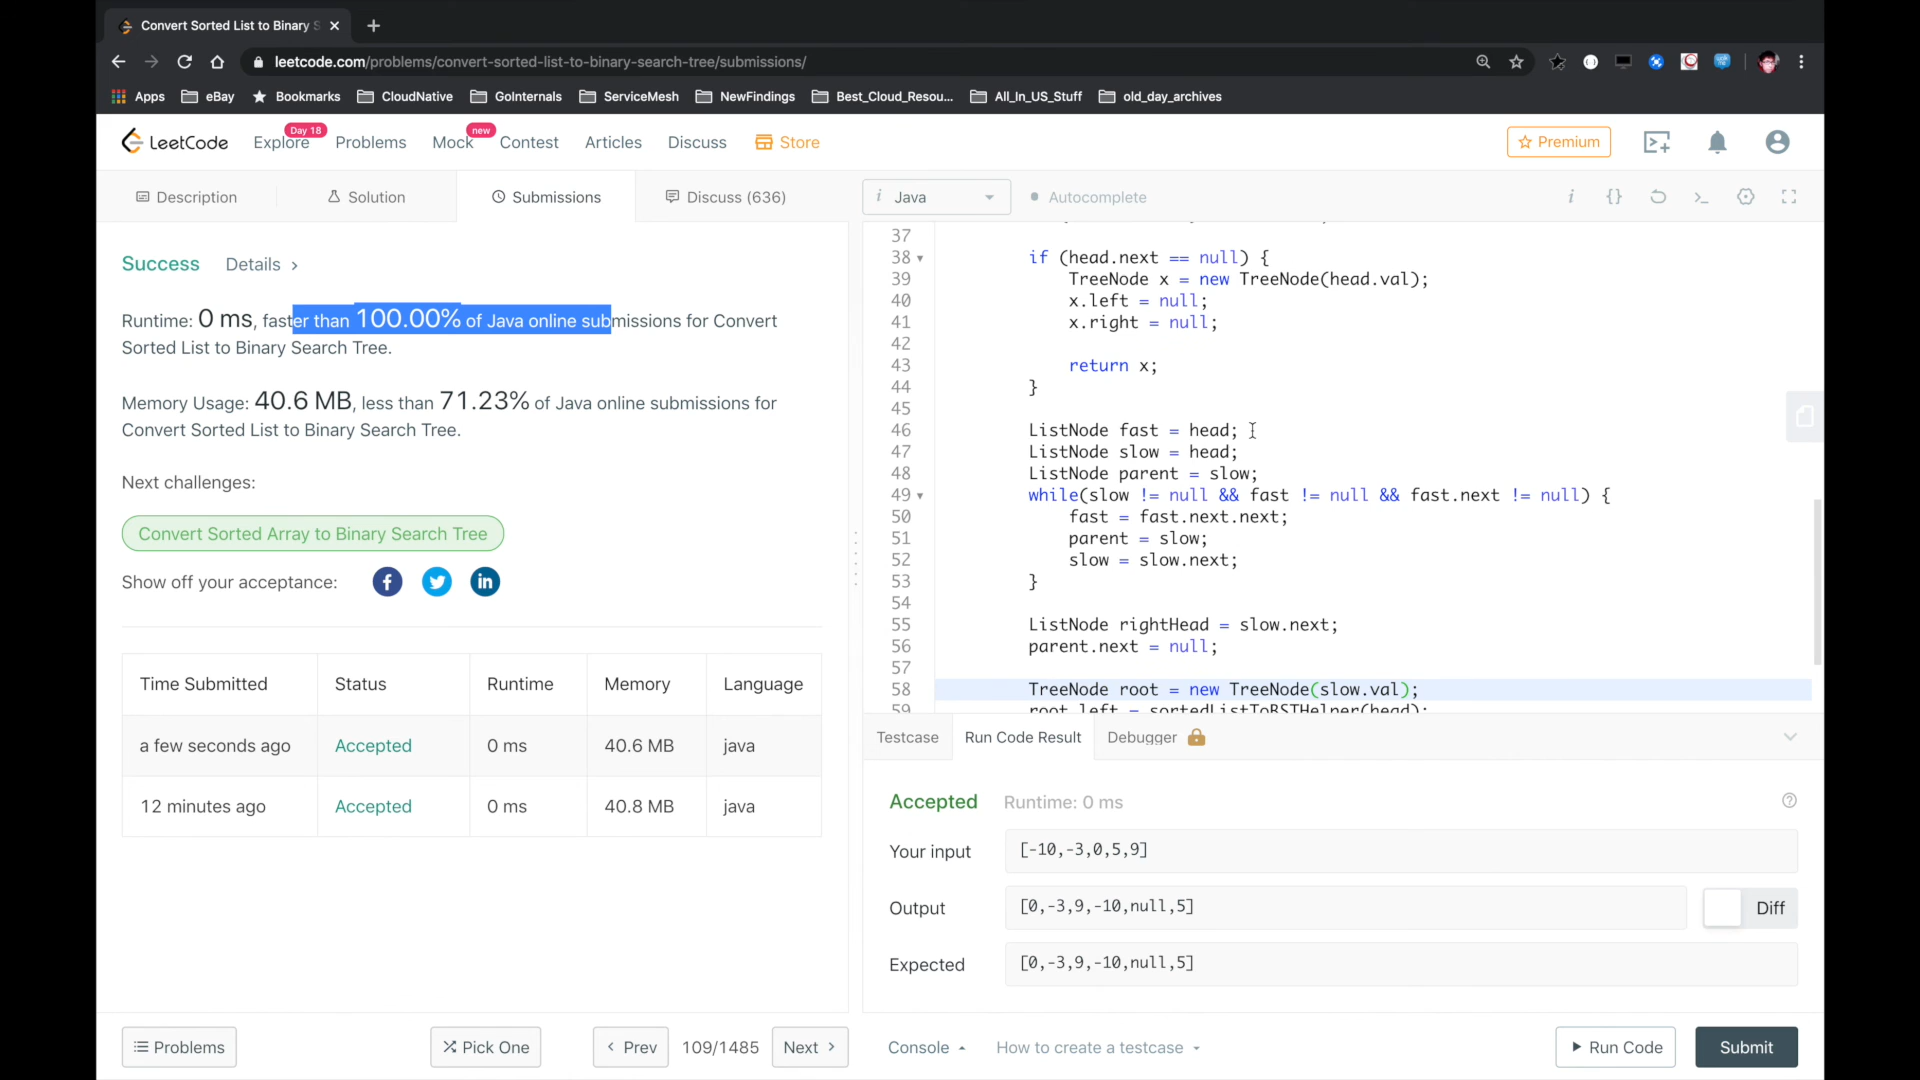 Convert Sorted List to Binary S
leetcode.com/problems/convert-sorted-list-to-binary-search-tree/submissions/
Apps eBay Bookmarks CloudNative GoInternals ServiceMesh NewFindings Best_Cloud_Resou... All_In_US_Stuff old_day_archives
LeetCode Explore Day 18 Problems Mock new Contest Articles Discuss Store Premium
Description Solution Submissions Discuss (636)
i Java Autocomplete i {}
Success Details >
Runtime: 0 ms, faster than 100.00% of Java online submissions for Convert
Sorted List to Binary Search Tree.
Memory Usage: 40.6 MB, less than 71.23% of Java online submissions for
Convert Sorted List to Binary Search Tree.
Next challenges:
Convert Sorted Array to Binary Search Tree
Show off your acceptance:
Time Submitted Status Runtime Memory Language
a few seconds ago Accepted 0 ms 40.6 MB java
12 minutes ago Accepted 0 ms 40.8 MB java
37
38 if (head.next == null) {
39 TreeNode x = new TreeNode(head.val);
40 x.left = null;
41 x.right = null;
42
43 return x;
44 }
45
46 ListNode fast = head;
47 ListNode slow = head;
48 ListNode parent = slow;
49 while(slow != null && fast != null && fast.next != null) {
50 fast = fast.next.next;
51 parent = slow;
52 slow = slow.next;
53 }
54
55 ListNode rightHead = slow.next;
56 parent.next = null;
57
58 TreeNode root = new TreeNode(slow.val);
59 root.left = sortedListToBSTHelper(head);
Testcase Run Code Result Debugger
Accepted Runtime: 0 ms
Your input [-10,-3,0,5,9]
Output [0,-3,9,-10,null,5] Diff
Expected [0,-3,9,-10,null,5]
Problems Pick One < Prev 109/1485 Next > Console How to create a testcase Run Code Submit